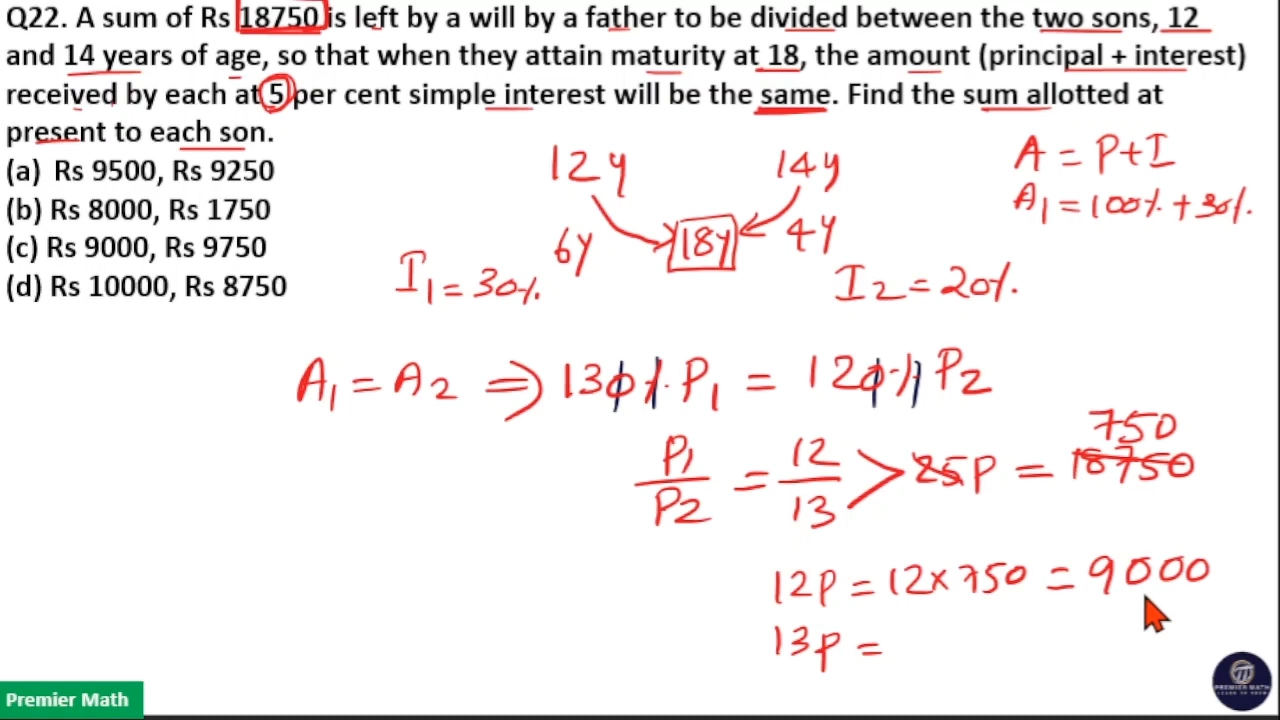 Q22. A sum of Rs 18750 is left by a will by a father to be divided between the two sons, 12
and 14 years of age, so that when they attain maturity at 18, the amount (principal + interest)
received by each at 5 per cent simple interest will be the same. Find the sum allotted at
present to each son.
(a) Rs 9500, Rs 9250
(b) Rs 8000, Rs 1750
(c) Rs 9000, Rs 9750
(d) Rs 10000, Rs 8750
A = P+I
A1 = 100% + 30%.
12y 14y
6y 18y 4y
I1 = 30%. I2 = 20%.
A1 = A2 ⇒ 130%. P1 = 120% P2
750
P1/P2 = 12/13 > 25P = 18750
12P = 12×750 = 9000
13P =
Premier Math
PREMIER MATH
LEARN TO KNOW